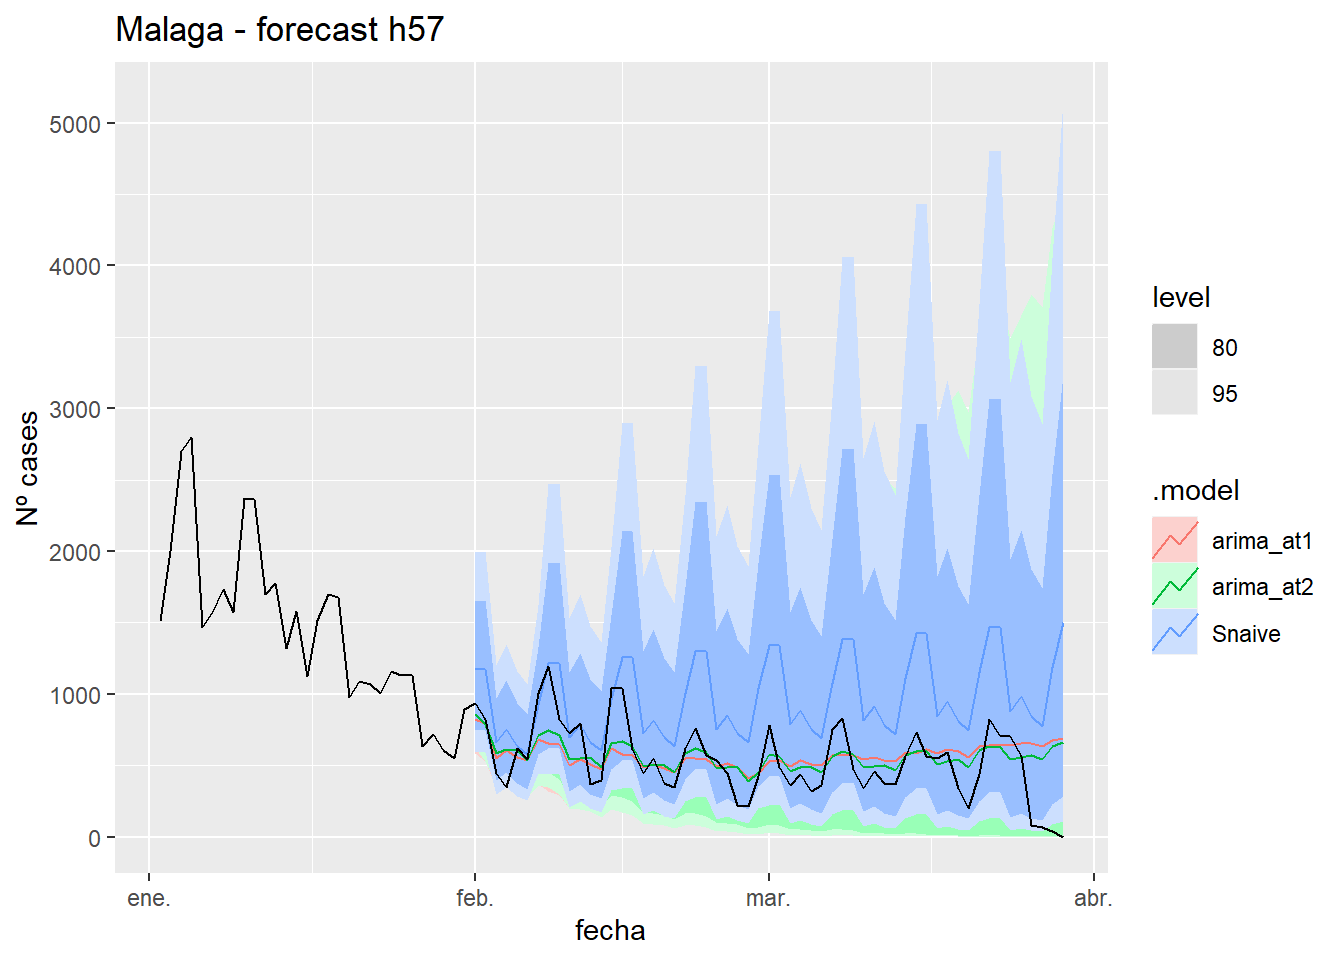 Malaga - forecast h57
5000
4000
3000
2000
1000
0
Nº cases
ene.
feb.
mar.
abr.
fecha
level
80
95
.model
arima_at1
arima_at2
Snaive